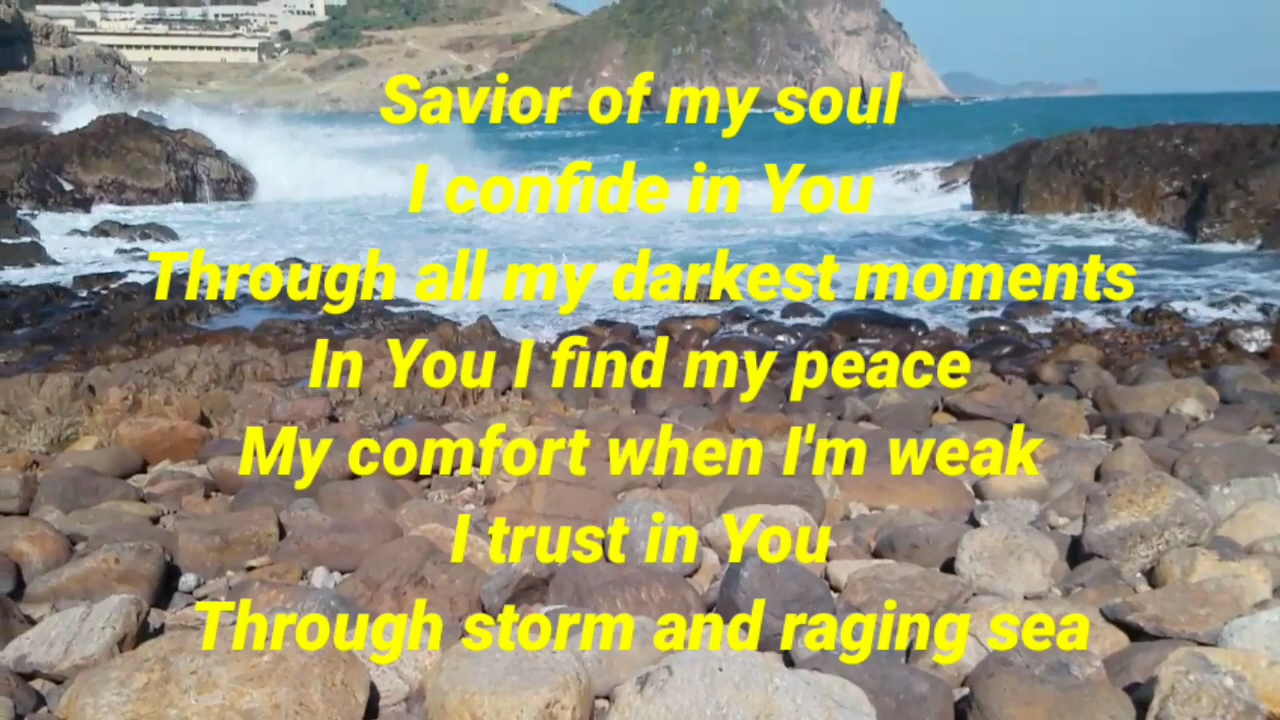 Savior of my soul
I confide in You
Through all my darkest moments
In You I find my peace
My comfort when I'm weak
I trust in You
Through storm and raging sea